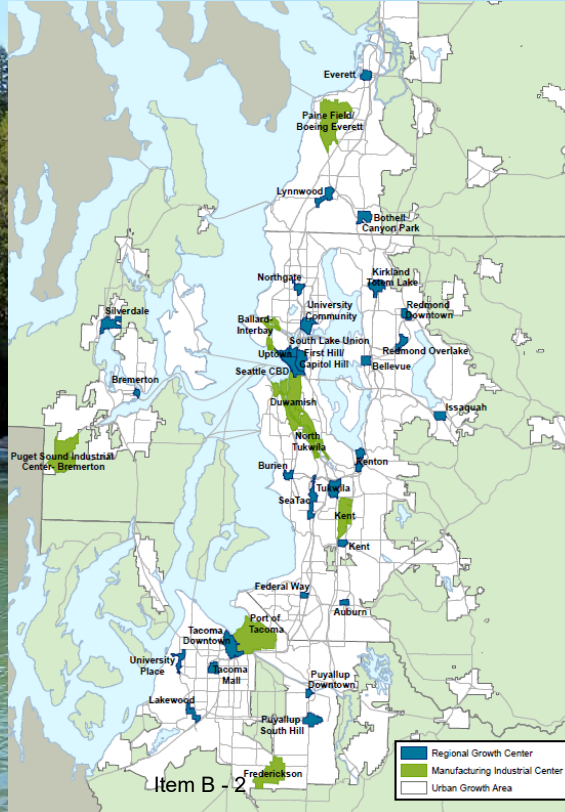 Everett
Paine Field/
Boeing Everett
Lynnwood
Bothell
Canyon Park
Northgate
Kirkland
Totem Lake
Silverdale
University
Community
Redmond
Downtown
Ballard-
Interbay
South Lake Union
Uptown
First Hill/
Capitol Hill
Redmond Overlake
Seattle CBD
Bellevue
Bremerton
Duwamish
Issaquah
North
Tukwila
Puget Sound Industrial
Center- Bremerton
Burien
Renton
Tukwila
SeaTac
Kent
Kent
Federal Way
Auburn
Port of
Tacoma
Tacoma
Downtown
University
Place
Tacoma
Mall
Puyallup
Downtown
Lakewood
Puyallup
South Hill
Frederickson
Item B - 2
Regional Growth Center
Manufacturing Industrial Center
Urban Growth Area